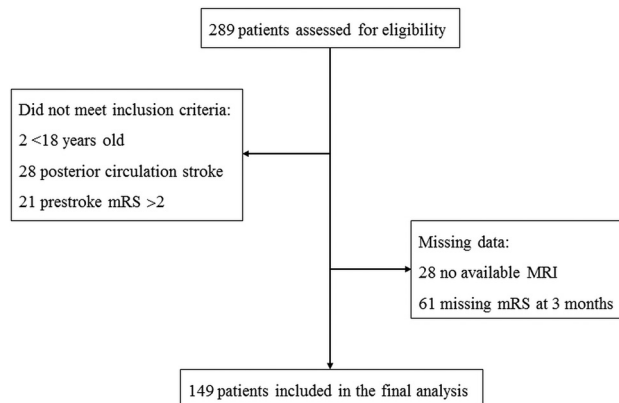 289 patients assessed for eligibility
Did not meet inclusion criteria:
2 <18 years old
28 posterior circulation stroke
21 prestroke mRS >2
Missing data:
28 no available MRI
61 missing mRS at 3 months
149 patients included in the final analysis